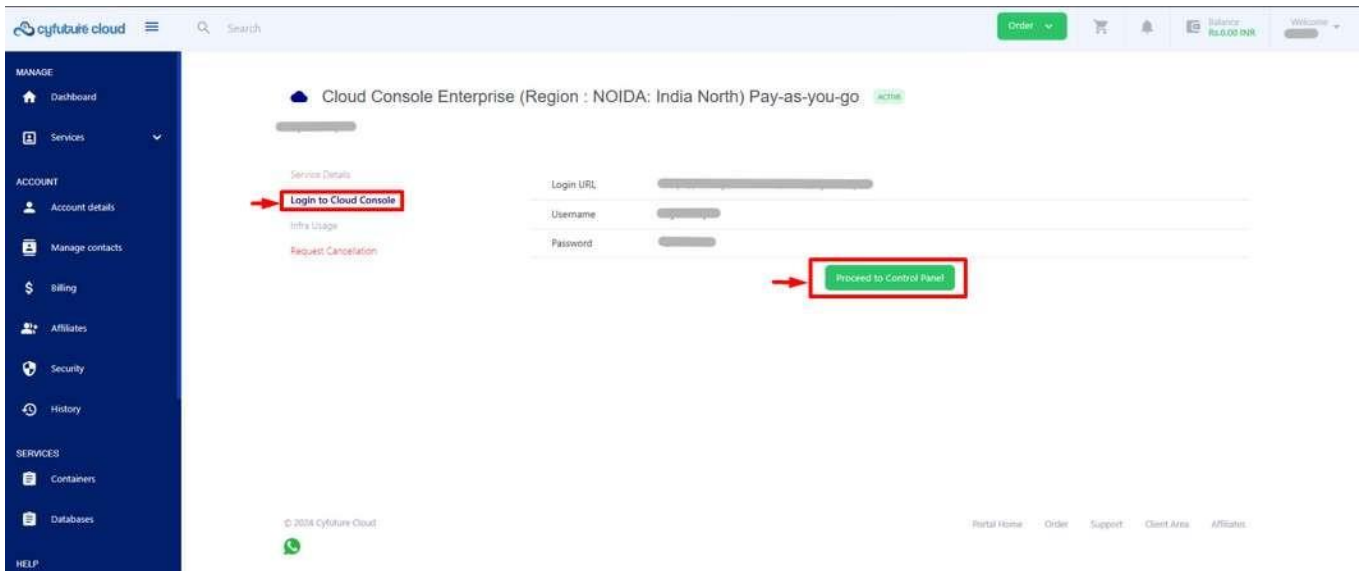 cyfuture cloud
Search
Order
Balance
Rs.0.00 INR
Welcome
MANAGE
Dashboard
Services
ACCOUNT
Account details
Manage contacts
Billing
Affiliates
Security
History
SERVICES
Containers
Databases
HELP
Cloud Console Enterprise (Region : NOIDA: India North) Pay-as-you-go ACTIVE
Service Details
Login to Cloud Console
Infra Usage
Request Cancellation
Login URL
Username
Password
Proceed to Control Panel
© 2024 Cyfuture Cloud
Portal Home Order Support Client Area Affiliates